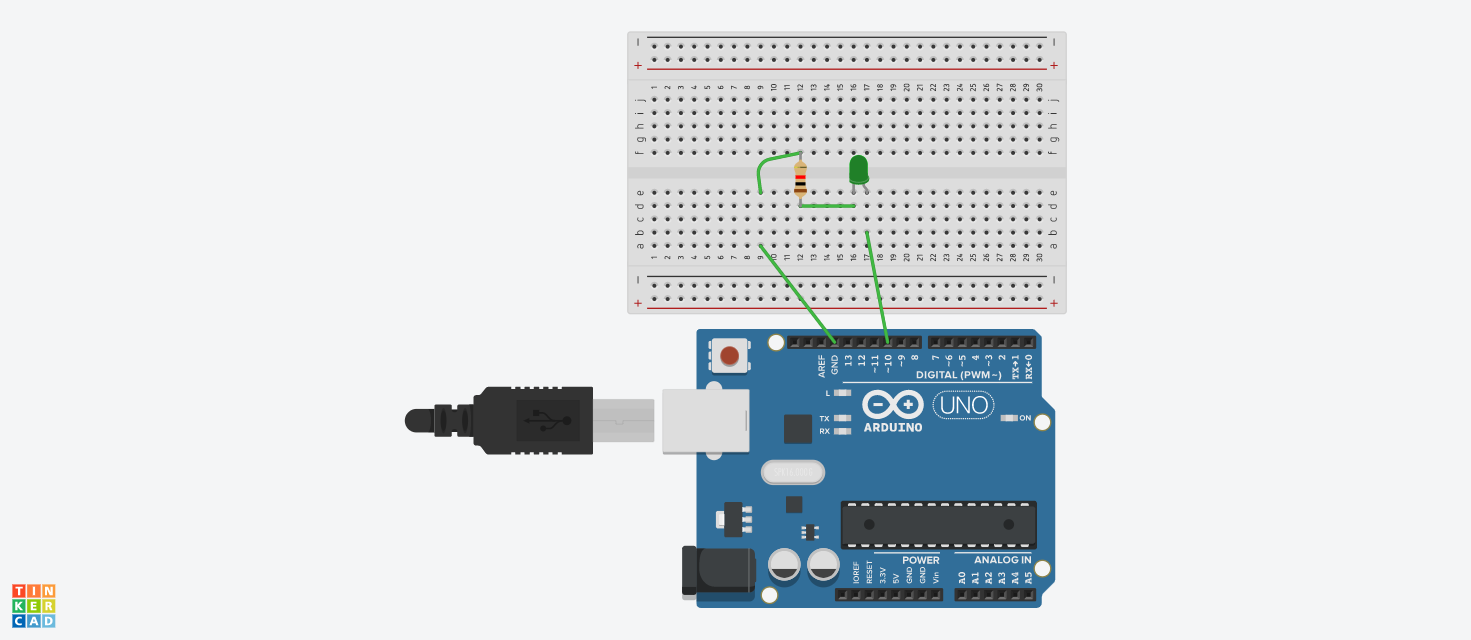 − −
+ +
1 2 3 4 5 6 7 8 9 10 11 12 13 14 15 16 17 18 19 20 21 22 23 24 25 26 27 28 29 30
j j
i i
h h
g g
f f
e e
d d
c c
b b
a a
1 2 3 4 5 6 7 8 9 10 11 12 13 14 15 16 17 18 19 20 21 22 23 24 25 26 27 28 29 30
− −
+ +
AREF GND 13 12 ~11 ~10 ~9 8 7 ~6 ~5 4 ~3 2 TX→1 RX←0
DIGITAL (PWM~)
L
TX
RX
ARDUINO
UNO
ON
POWER
ANALOG IN
IOREF RESET 3.3V 5V GND GND Vin A0 A1 A2 A3 A4 A5
TIN
KER
CAD